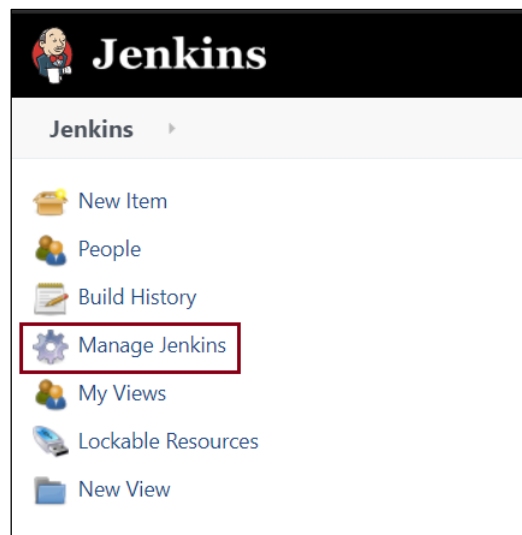 Jenkins
Jenkins
New Item
People
Build History
Manage Jenkins
My Views
Lockable Resources
New View